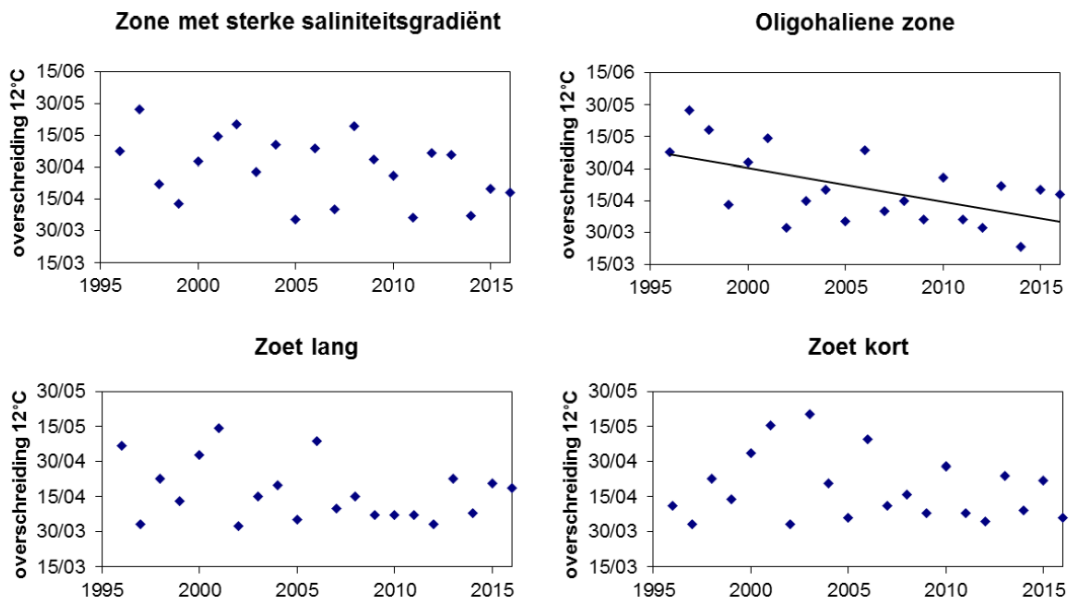 Zone met sterke saliniteitsgradiënt
overschreiding 12°C
15/06
30/05
15/05
30/04
15/04
30/03
15/03
1995 2000 2005 2010 2015
Oligohaliene zone
overschreiding 12°C
15/06
30/05
15/05
30/04
15/04
30/03
15/03
1995 2000 2005 2010 2015
Zoet lang
overschreiding 12°C
30/05
15/05
30/04
15/04
30/03
15/03
1995 2000 2005 2010 2015
Zoet kort
overschreiding 12°C
30/05
15/05
30/04
15/04
30/03
15/03
1995 2000 2005 2010 2015